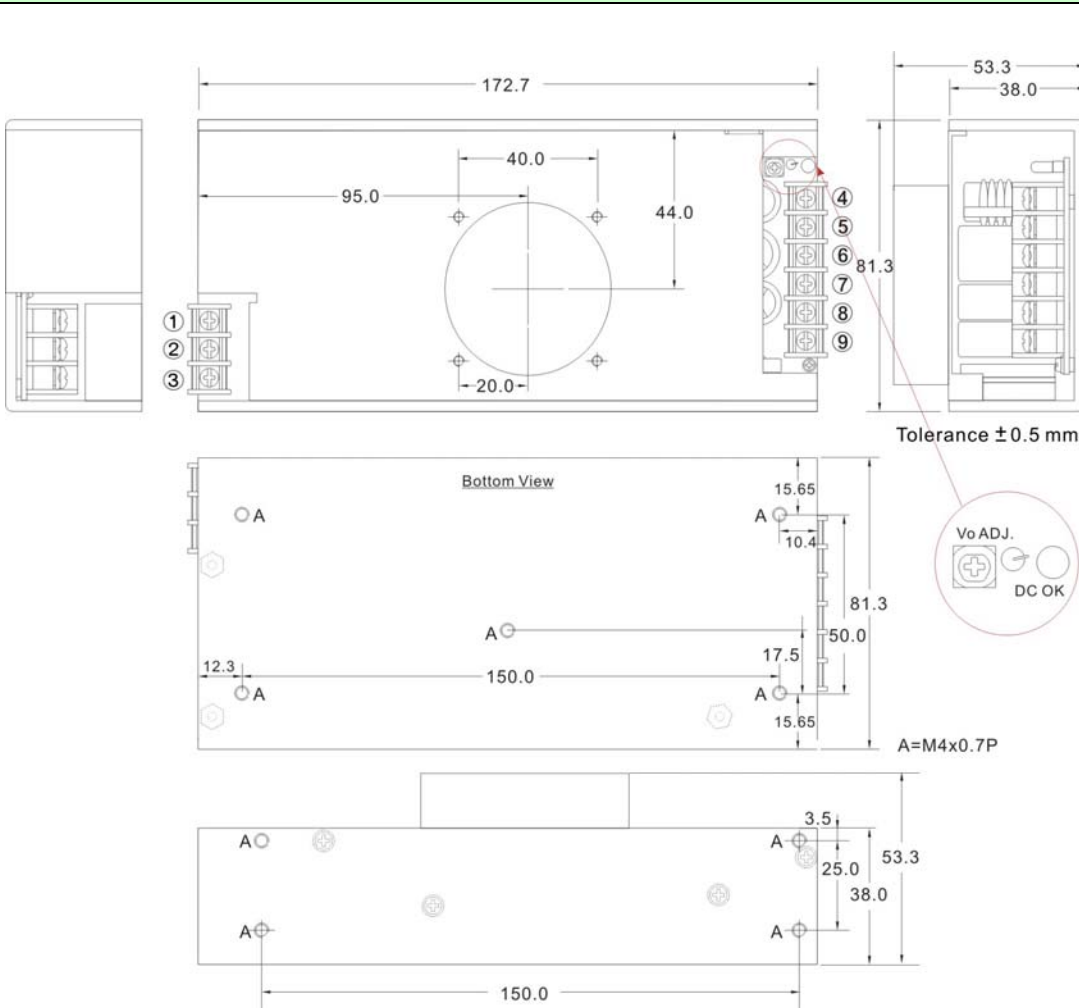 53.3
172.7
38.0
40.0
95.0
44.0
④
⑤
⑥
81.3
⑦
①
⑧
②
⑨
③
20.0
Tolerance ±0.5 mm
Bottom View
15.65
A
A
10.4
Vo ADJ.
DC OK
81.3
A
50.0
17.5
12.3
150.0
A
A
15.65
A=M4x0.7P
3.5
A
A
53.3
25.0
38.0
A
A
150.0